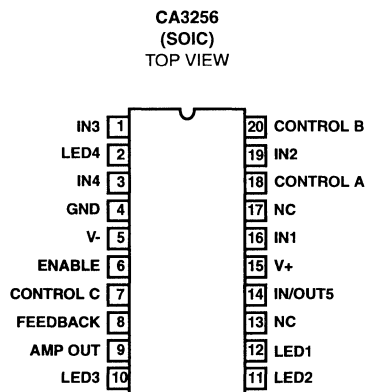 CA3256
(SOIC)
TOP VIEW
IN3 1 20 CONTROL B
LED4 2 19 IN2
IN4 3 18 CONTROL A
GND 4 17 NC
V- 5 16 IN1
ENABLE 6 15 V+
CONTROL C 7 14 IN/OUT5
FEEDBACK 8 13 NC
AMP OUT 9 12 LED1
LED3 10 11 LED2